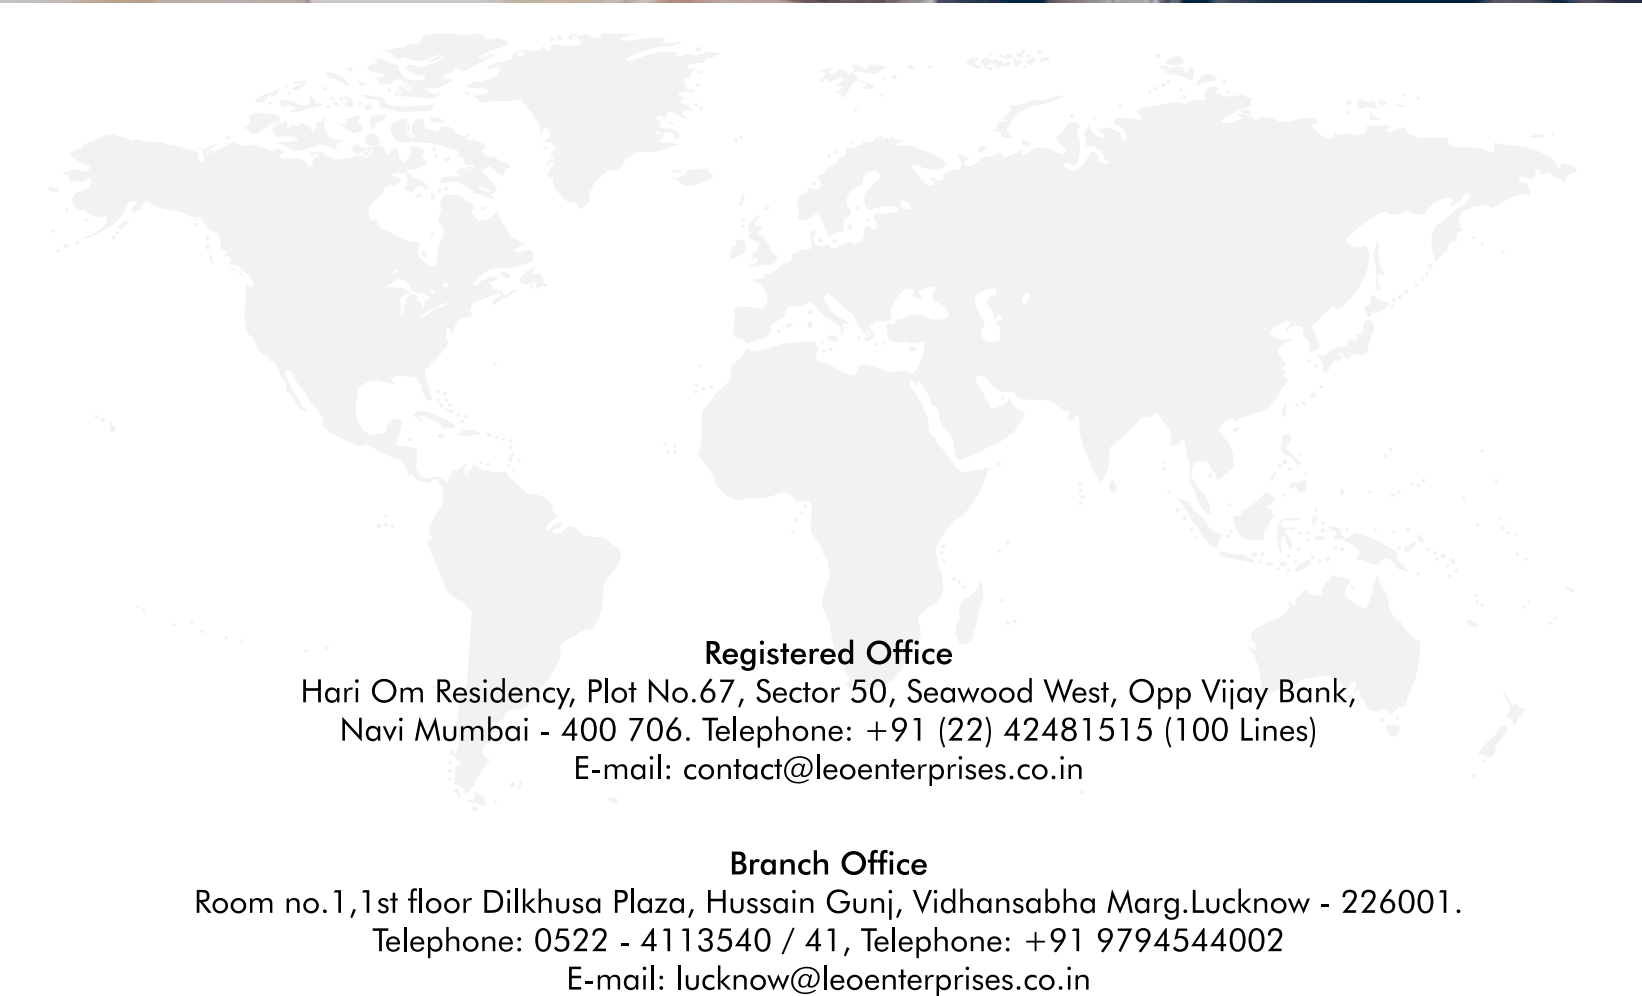 Registered Office
Hari Om Residency, Plot No.67, Sector 50, Seawood West, Opp Vijay Bank,
Navi Mumbai - 400 706. Telephone: +91 (22) 42481515 (100 Lines)
E-mail: contact@leoenterprises.co.in
Branch Office
Room no.1,1st floor Dilkhusa Plaza, Hussain Gunj, Vidhansabha Marg.Lucknow - 226001.
Telephone: 0522 - 4113540 / 41, Telephone: +91 9794544002
E-mail: lucknow@leoenterprises.co.in